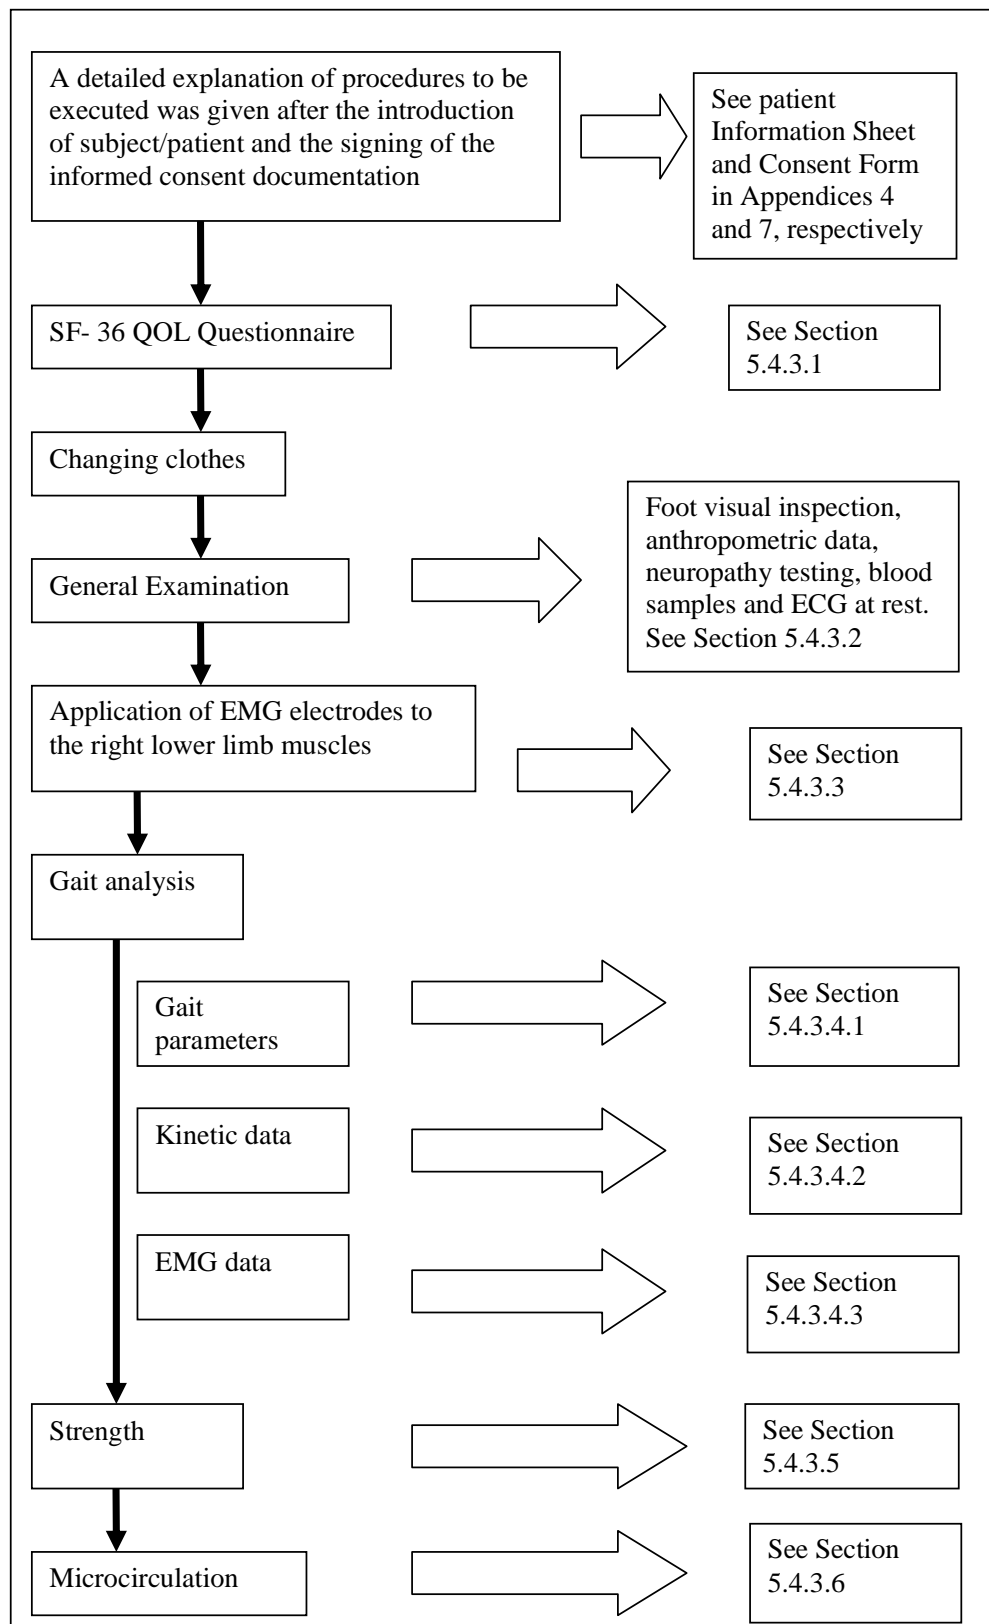 A detailed explanation of procedures to be
executed was given after the introduction
of subject/patient and the signing of the
informed consent documentation
See patient
Information Sheet
and Consent Form
in Appendices 4
and 7, respectively
SF- 36 QOL Questionnaire
See Section
5.4.3.1
Changing clothes
General Examination
Foot visual inspection,
anthropometric data,
neuropathy testing, blood
samples and ECG at rest.
See Section 5.4.3.2
Application of EMG electrodes to
the right lower limb muscles
See Section
5.4.3.3
Gait analysis
Gait
parameters
See Section
5.4.3.4.1
Kinetic data
See Section
5.4.3.4.2
EMG data
See Section
5.4.3.4.3
Strength
See Section
5.4.3.5
Microcirculation
See Section
5.4.3.6